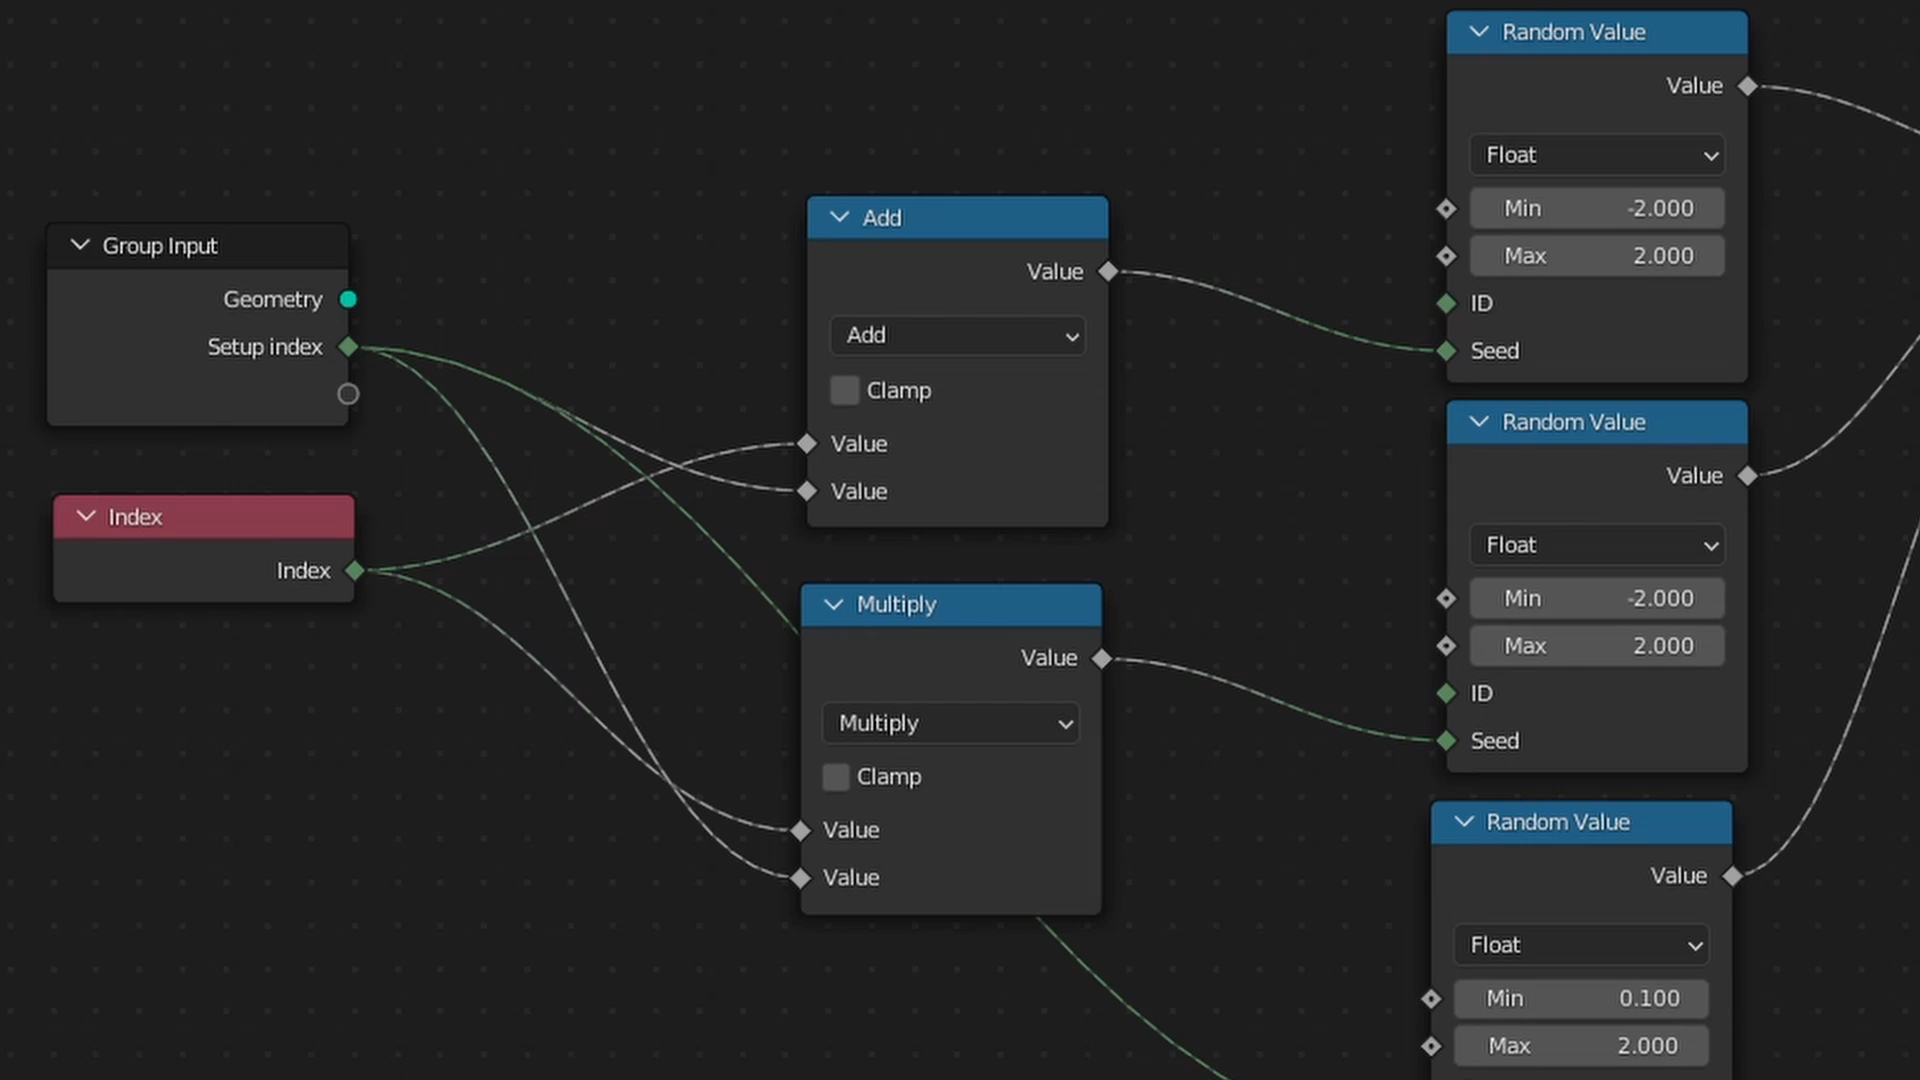 Group Input
Geometry
Setup index
Index
Index
Add
Value
Add
Clamp
Value
Value
Multiply
Value
Multiply
Clamp
Value
Value
Random Value
Value
Float
Min -2.000
Max 2.000
ID
Seed
Random Value
Value
Float
Min -2.000
Max 2.000
ID
Seed
Random Value
Value
Float
Min 0.100
Max 2.000